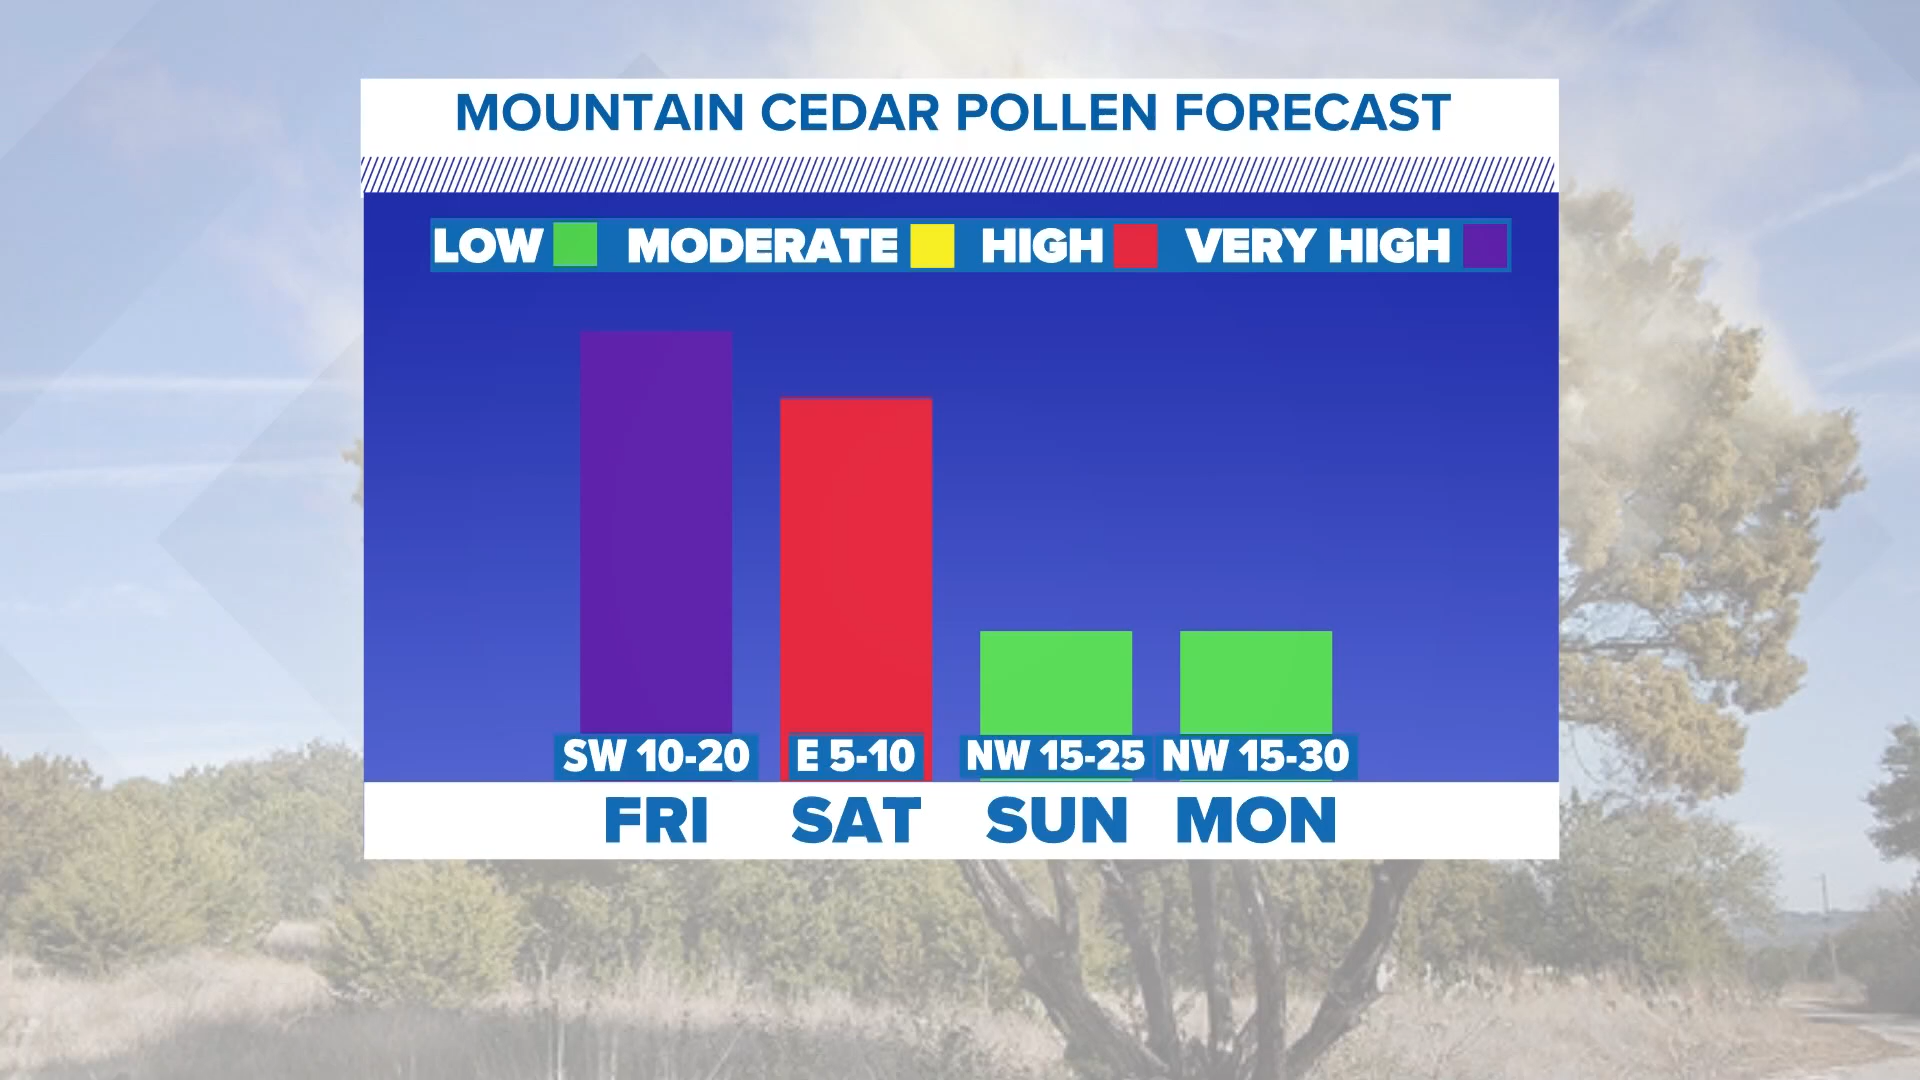 MOUNTAIN CEDAR POLLEN FORECAST
LOW MODERATE HIGH VERY HIGH
SW 10-20 E 5-10 NW 15-25 NW 15-30
FRI SAT SUN MON